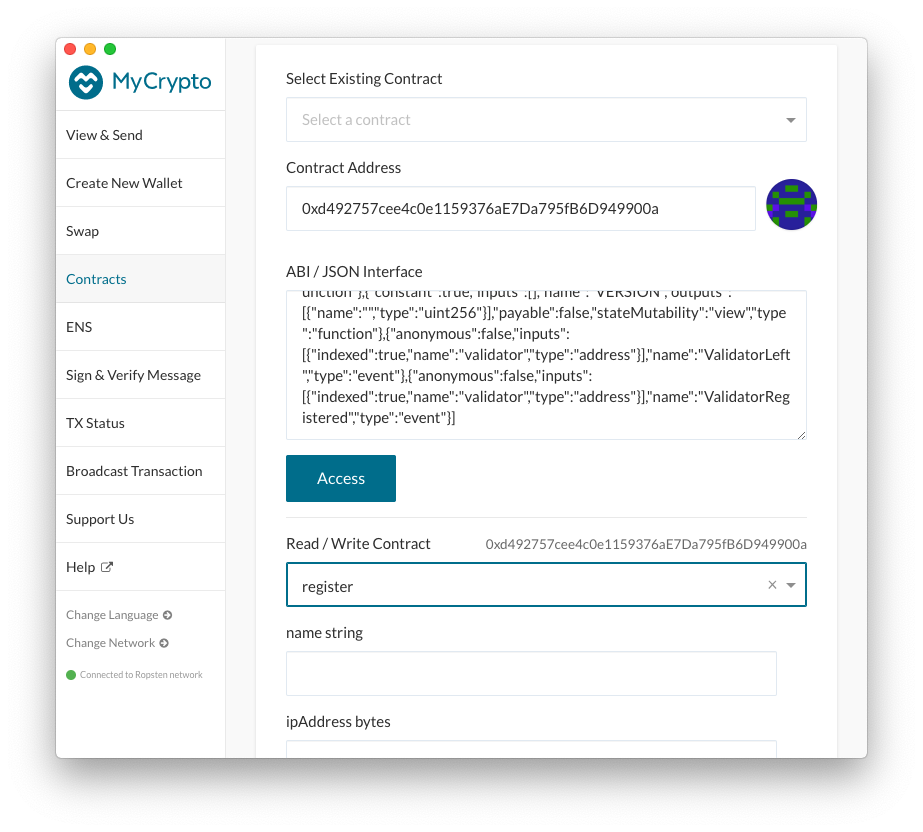 MyCrypto
View & Send
Create New Wallet
Swap
Contracts
ENS
Sign & Verify Message
TX Status
Broadcast Transaction
Support Us
Help
Change Language
Change Network
Connected to Ropsten network
Select Existing Contract
Select a contract
Contract Address
0xd492757cee4c0e1159376aE7Da795fB6D949900a
ABI / JSON Interface
unction"},{"constant":true,"inputs":[],"name":"VERSION","outputs":
[{"name":"","type":"uint256"}],"payable":false,"stateMutability":"view","type
":"function"},{"anonymous":false,"inputs":
[{"indexed":true,"name":"validator","type":"address"}],"name":"ValidatorLeft
","type":"event"},{"anonymous":false,"inputs":
[{"indexed":true,"name":"validator","type":"address"}],"name":"ValidatorReg
istered","type":"event"}]
Access
Read / Write Contract 0xd492757cee4c0e1159376aE7Da795fB6D949900a
register
name string
ipAddress bytes